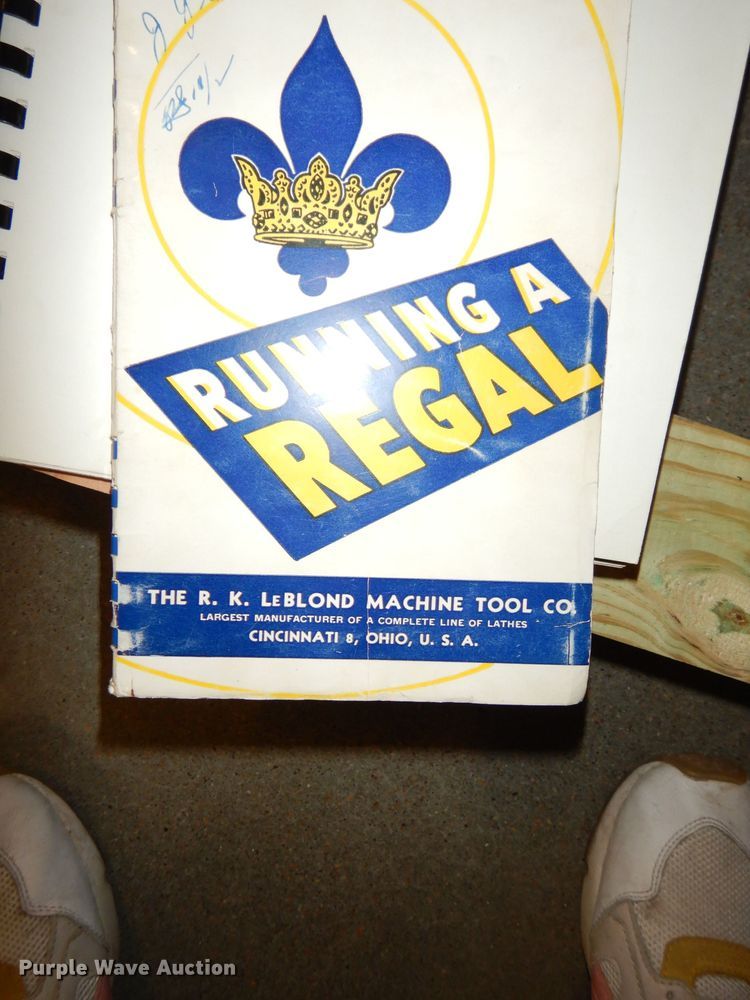 RUNNING A
REGAL
THE R. K. LEBLOND MACHINE TOOL CO.
LARGEST MANUFACTURER OF A COMPLETE LINE OF LATHES
CINCINNATI 8, OHIO, U. S. A.
Purple Wave Auction